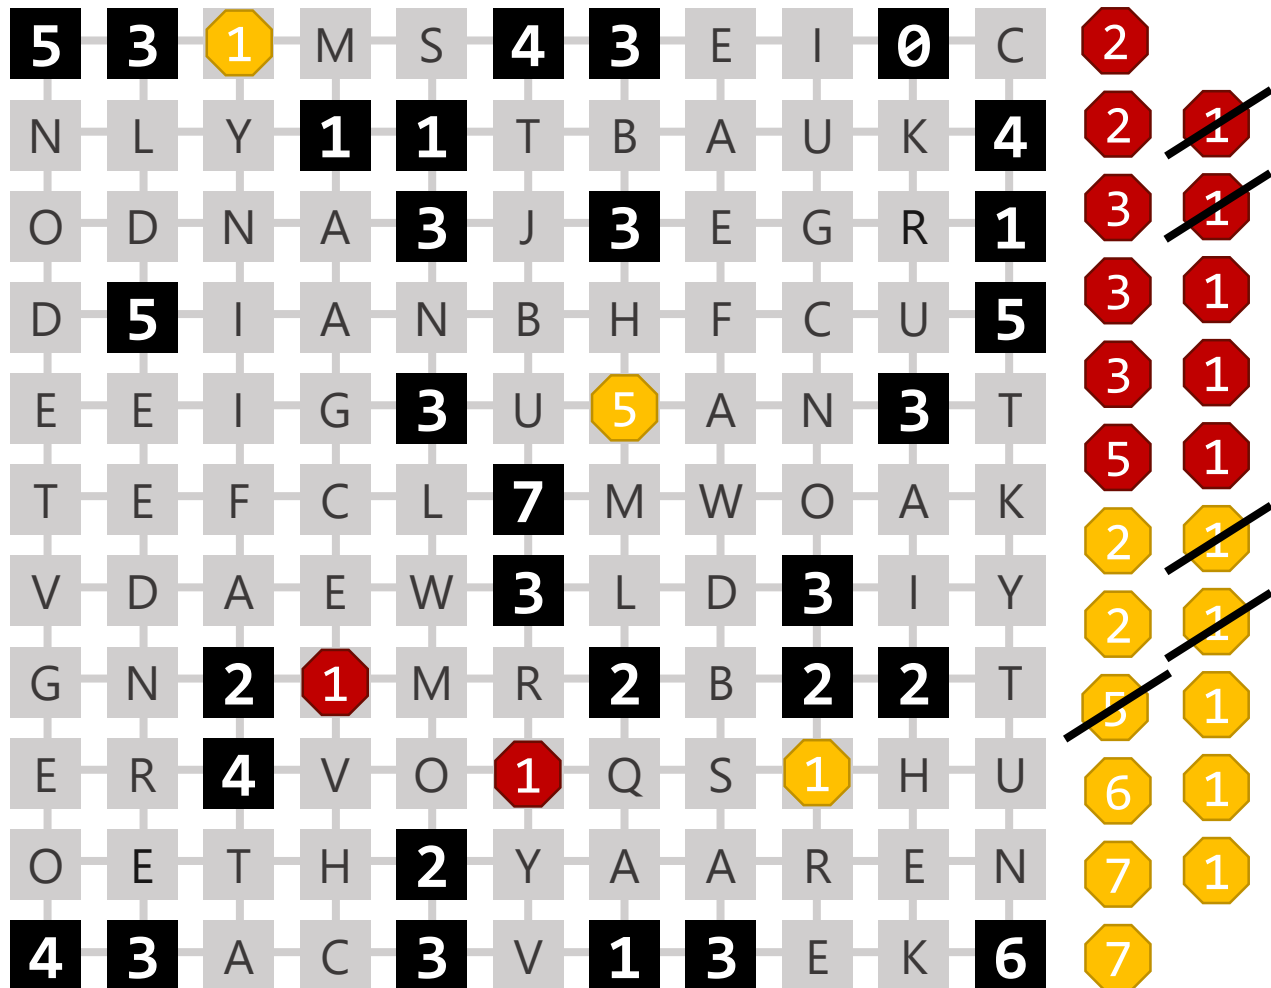 5 3 1 M S 4 3 E I 0 C 2
N L Y 1 1 T B A U K 4 2 1
O D N A 3 J 3 E G R 1 3 1
D 5 I A N B H F C U 5 3 1
E E I G 3 U 5 A N 3 T 3 1
T E F C L 7 M W O A K 5 1
V D A E W 3 L D 3 I Y 2 1
G N 2 1 M R 2 B 2 2 T 2 1
E R 4 V O 1 Q S 1 H U 5 1
O E T H 2 Y A A R E N 6 1
4 3 A C 3 V 1 3 E K 6 7 1
7